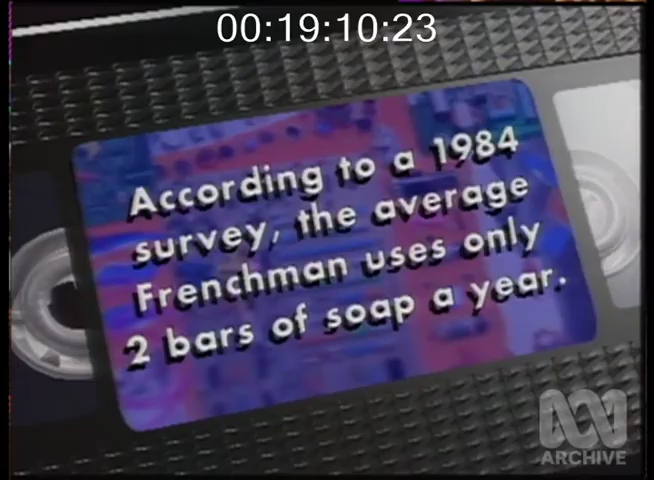 00:19:10:23
According to a 1984
survey, the average
Frenchman uses only
2 bars of soap a year.
ARCHIVE